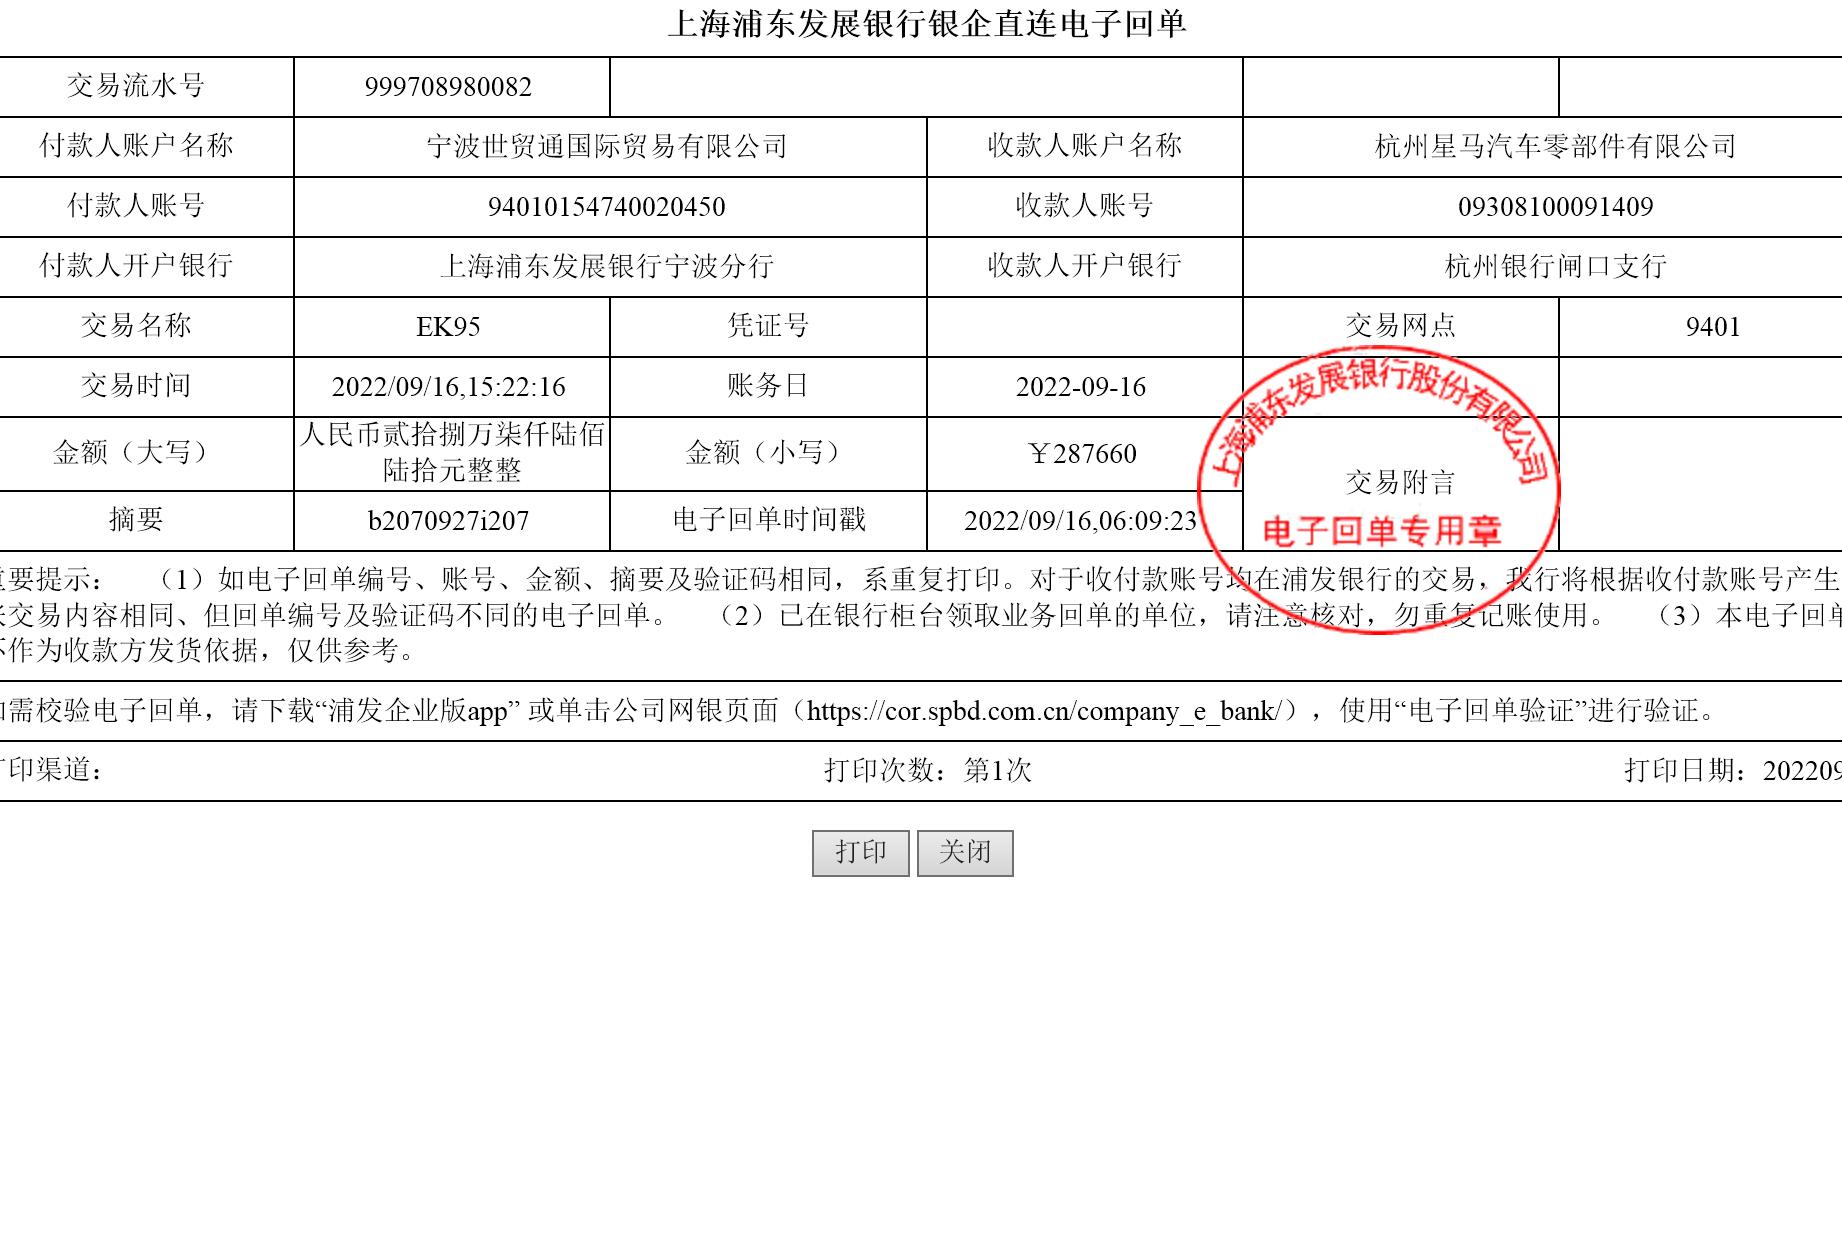 上海浦东发展银行银企直连电子回单
交易流水号 999708980082
付款人账户名称 宁波世贸通国际贸易有限公司 收款人账户名称 杭州星马汽车零部件有限公司
付款人账号 94010154740020450 收款人账号 09308100091409
付款人开户银行 上海浦东发展银行宁波分行 收款人开户银行 杭州银行闸口支行
交易名称 EK95 凭证号 交易网点 9401
交易时间 2022/09/16,15:22:16 账务日 2022-09-16
金额（大写） 人民币贰拾捌万柒仟陆佰
陆拾元整整 金额（小写） ￥287660
上海浦东发展银行股份有限公司
交易附言
电子回单专用章
摘要 b2070927i207 电子回单时间戳 2022/09/16,06:09:23
要提示： （1）如电子回单编号、账号、金额、摘要及验证码相同，系重复打印。对于收付款账号均在浦发银行的交易，我行将根据收付款账号产生
交易内容相同、但回单编号及验证码不同的电子回单。 （2）已在银行柜台领取业务回单的单位，请注意核对，勿重复记账使用。 （3）本电子回单
作为收款方发货依据，仅供参考。
需校验电子回单，请下载“浦发企业版app” 或单击公司网银页面（https://cor.spbd.com.cn/company_e_bank/），使用“电子回单验证”进行验证。
印渠道： 打印次数：第1次 打印日期：202209
打印 关闭